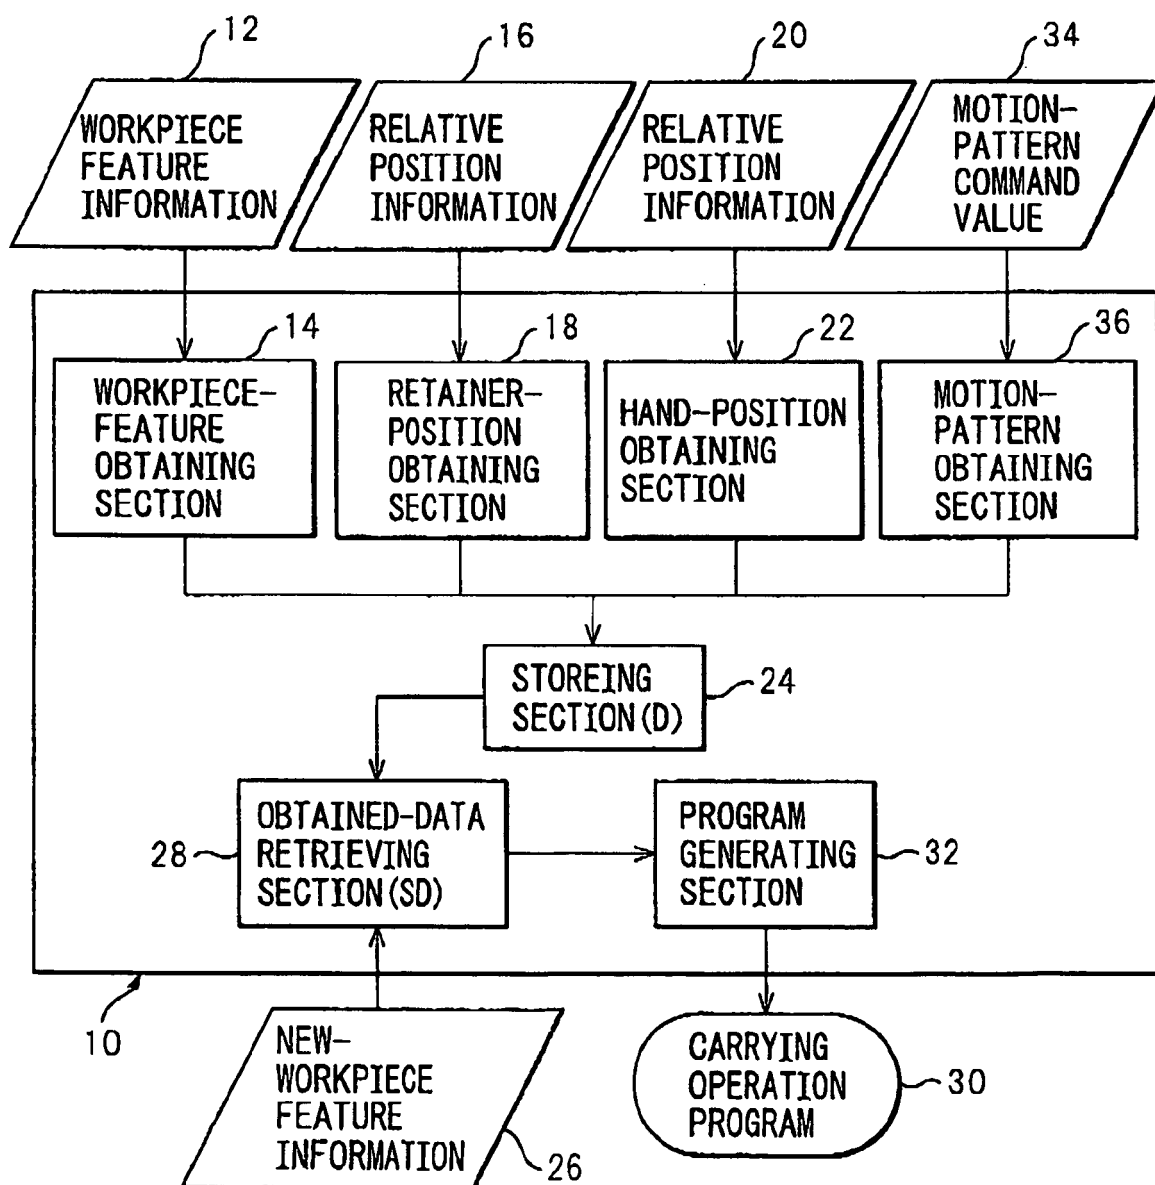 12
16
20
34
WORKPIECE
FEATURE
INFORMATION
RELATIVE
POSITION
INFORMATION
RELATIVE
POSITION
INFORMATION
MOTION-
PATTERN
COMMAND
VALUE
14
18
22
36
WORKPIECE-
FEATURE
OBTAINING
SECTION
RETAINER-
POSITION
OBTAINING
SECTION
HAND-POSITION
OBTAINING
SECTION
MOTION-
PATTERN
OBTAINING
SECTION
STOREING
SECTION(D)
24
28
OBTAINED-DATA
RETRIEVING
SECTION(SD)
PROGRAM
GENERATING
SECTION
32
10
NEW-
WORKPIECE
FEATURE
INFORMATION
26
CARRYING
OPERATION
PROGRAM
30